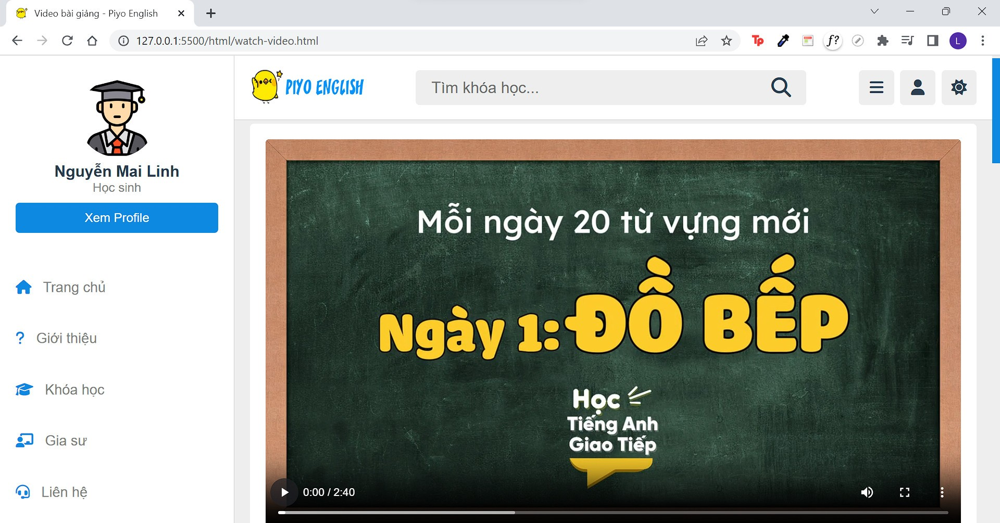 Video bài giảng - Piyo English
127.0.0.1:5500/html/watch-video.html
Tp
f?
L
Nguyễn Mai Linh
Học sinh
Xem Profile
Trang chủ
? Giới thiệu
Khóa học
Gia sư
Liên hệ
PIYO ENGLISH
Tìm khóa học...
Mỗi ngày 20 từ vựng mới
Ngày 1: ĐỒ BẾP
Học
Tiếng Anh
Giao Tiếp
0:00 / 2:40